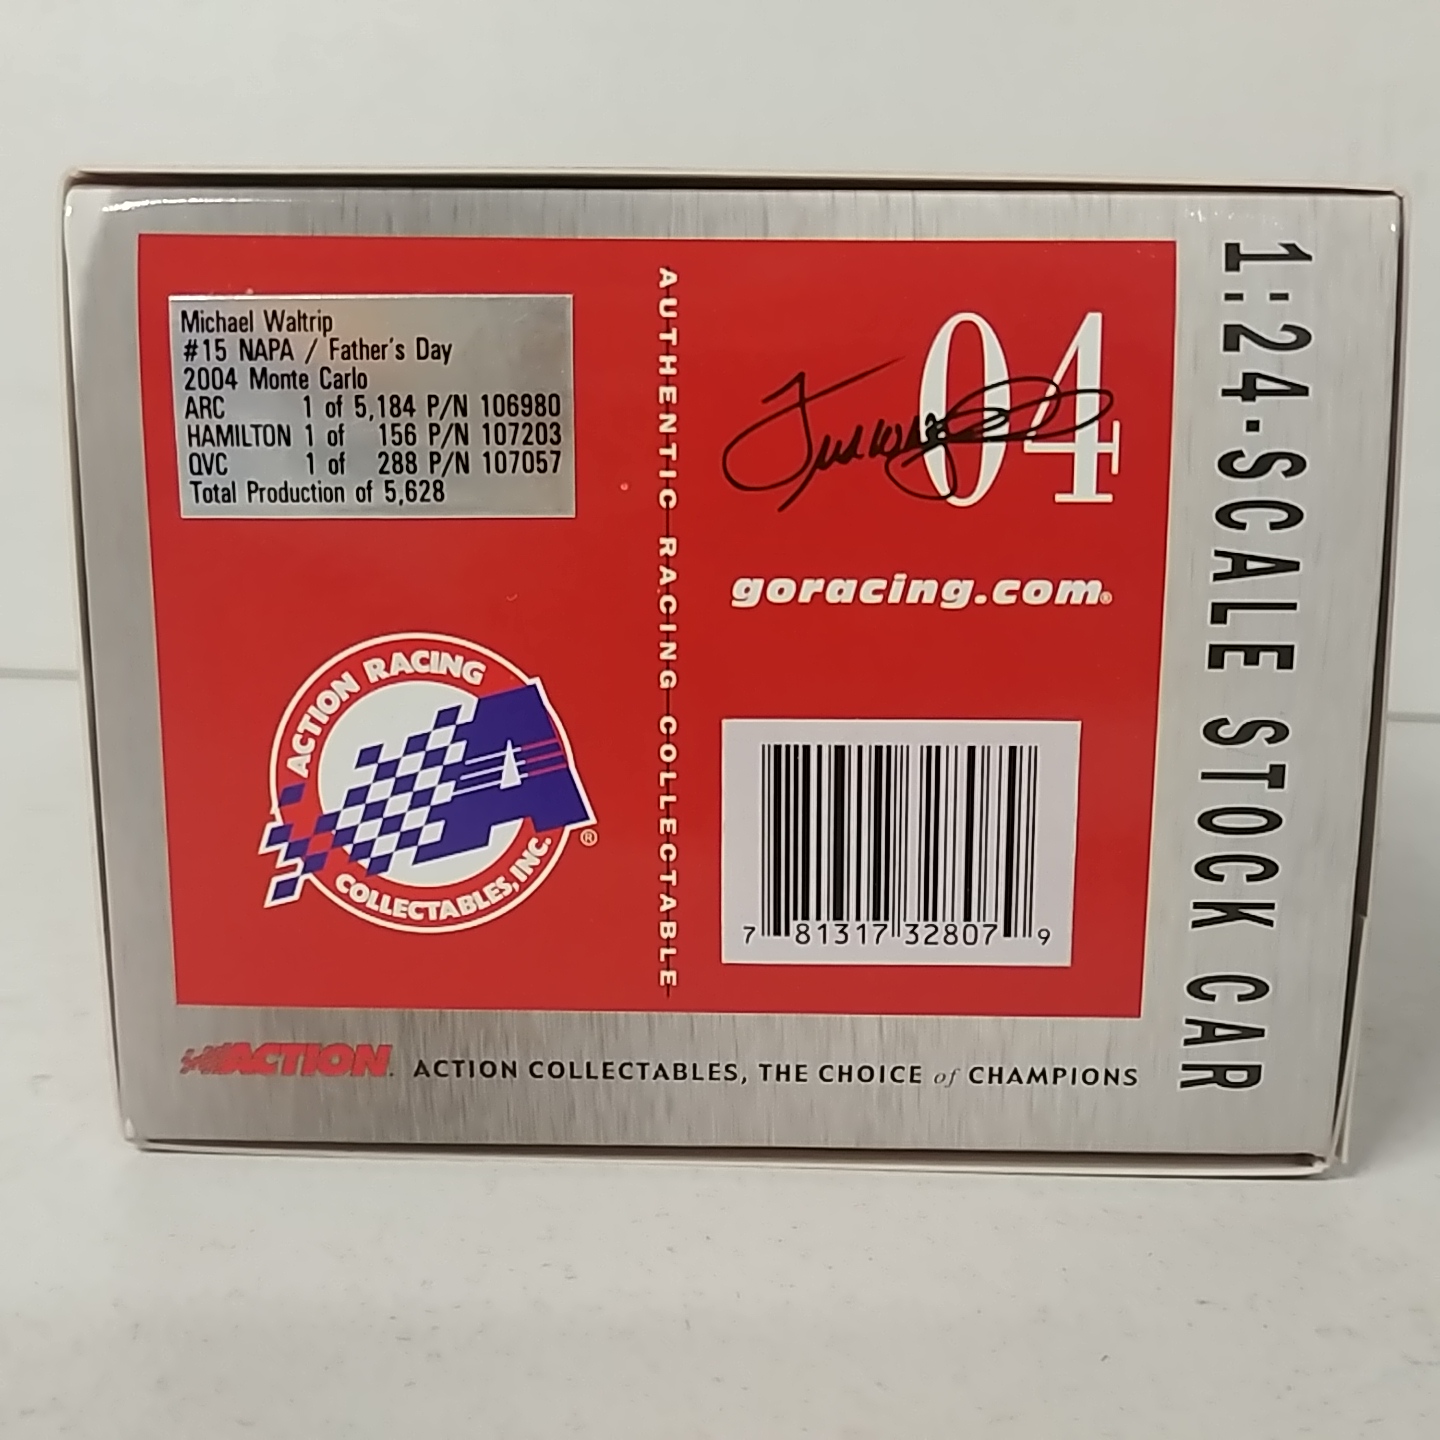 Michael Waltrip
#15 NAPA / Father's Day
2004 Monte Carlo
ARC 1 of 5,184 P/N 106980
HAMILTON 1 of 156 P/N 107203
QVC 1 of 288 P/N 107057
Total Production of 5,628
ACTION RACING
COLLECTABLES, INC.
®
AUTHENTIC RACING COLLECTABLE
04
goracing.com®
7 81317 32807 9
1:24-SCALE STOCK CAR
ACTION. ACTION COLLECTABLES, THE CHOICE of CHAMPIONS